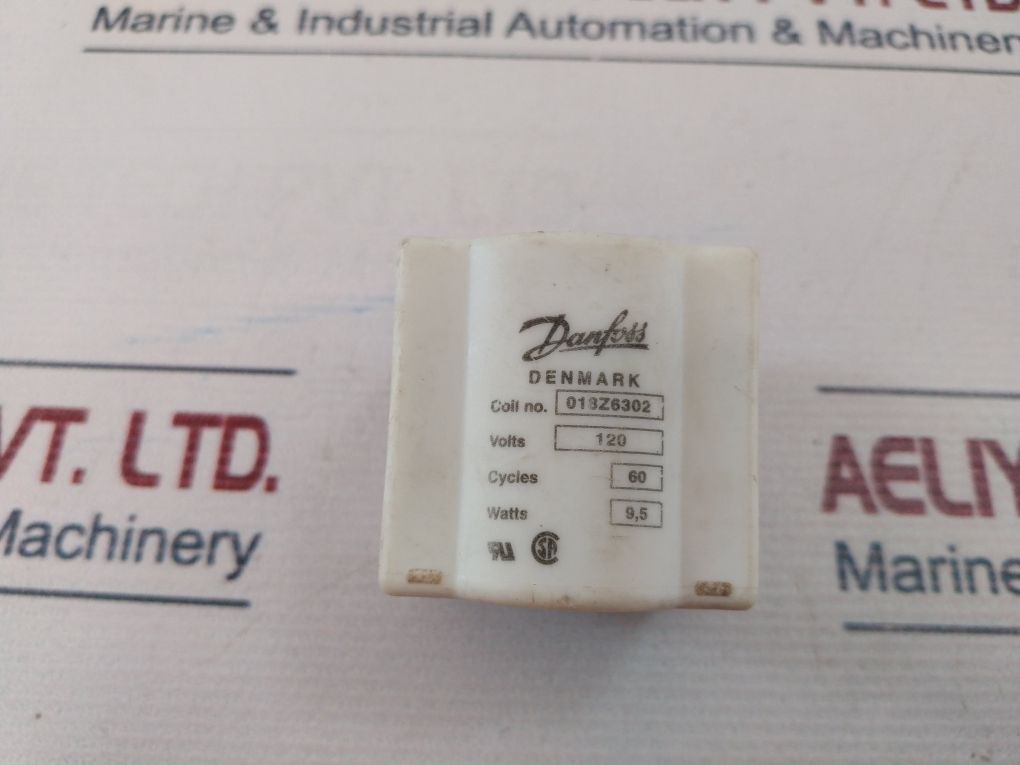 LTD
Marine & Industrial Automation & Machiner
Danfoss
DENMARK
Coil no. 018Z6302
Volts 120
Cycles 60
Watts 9,5
VT. LTD.
Machinery
AELIY
Marine